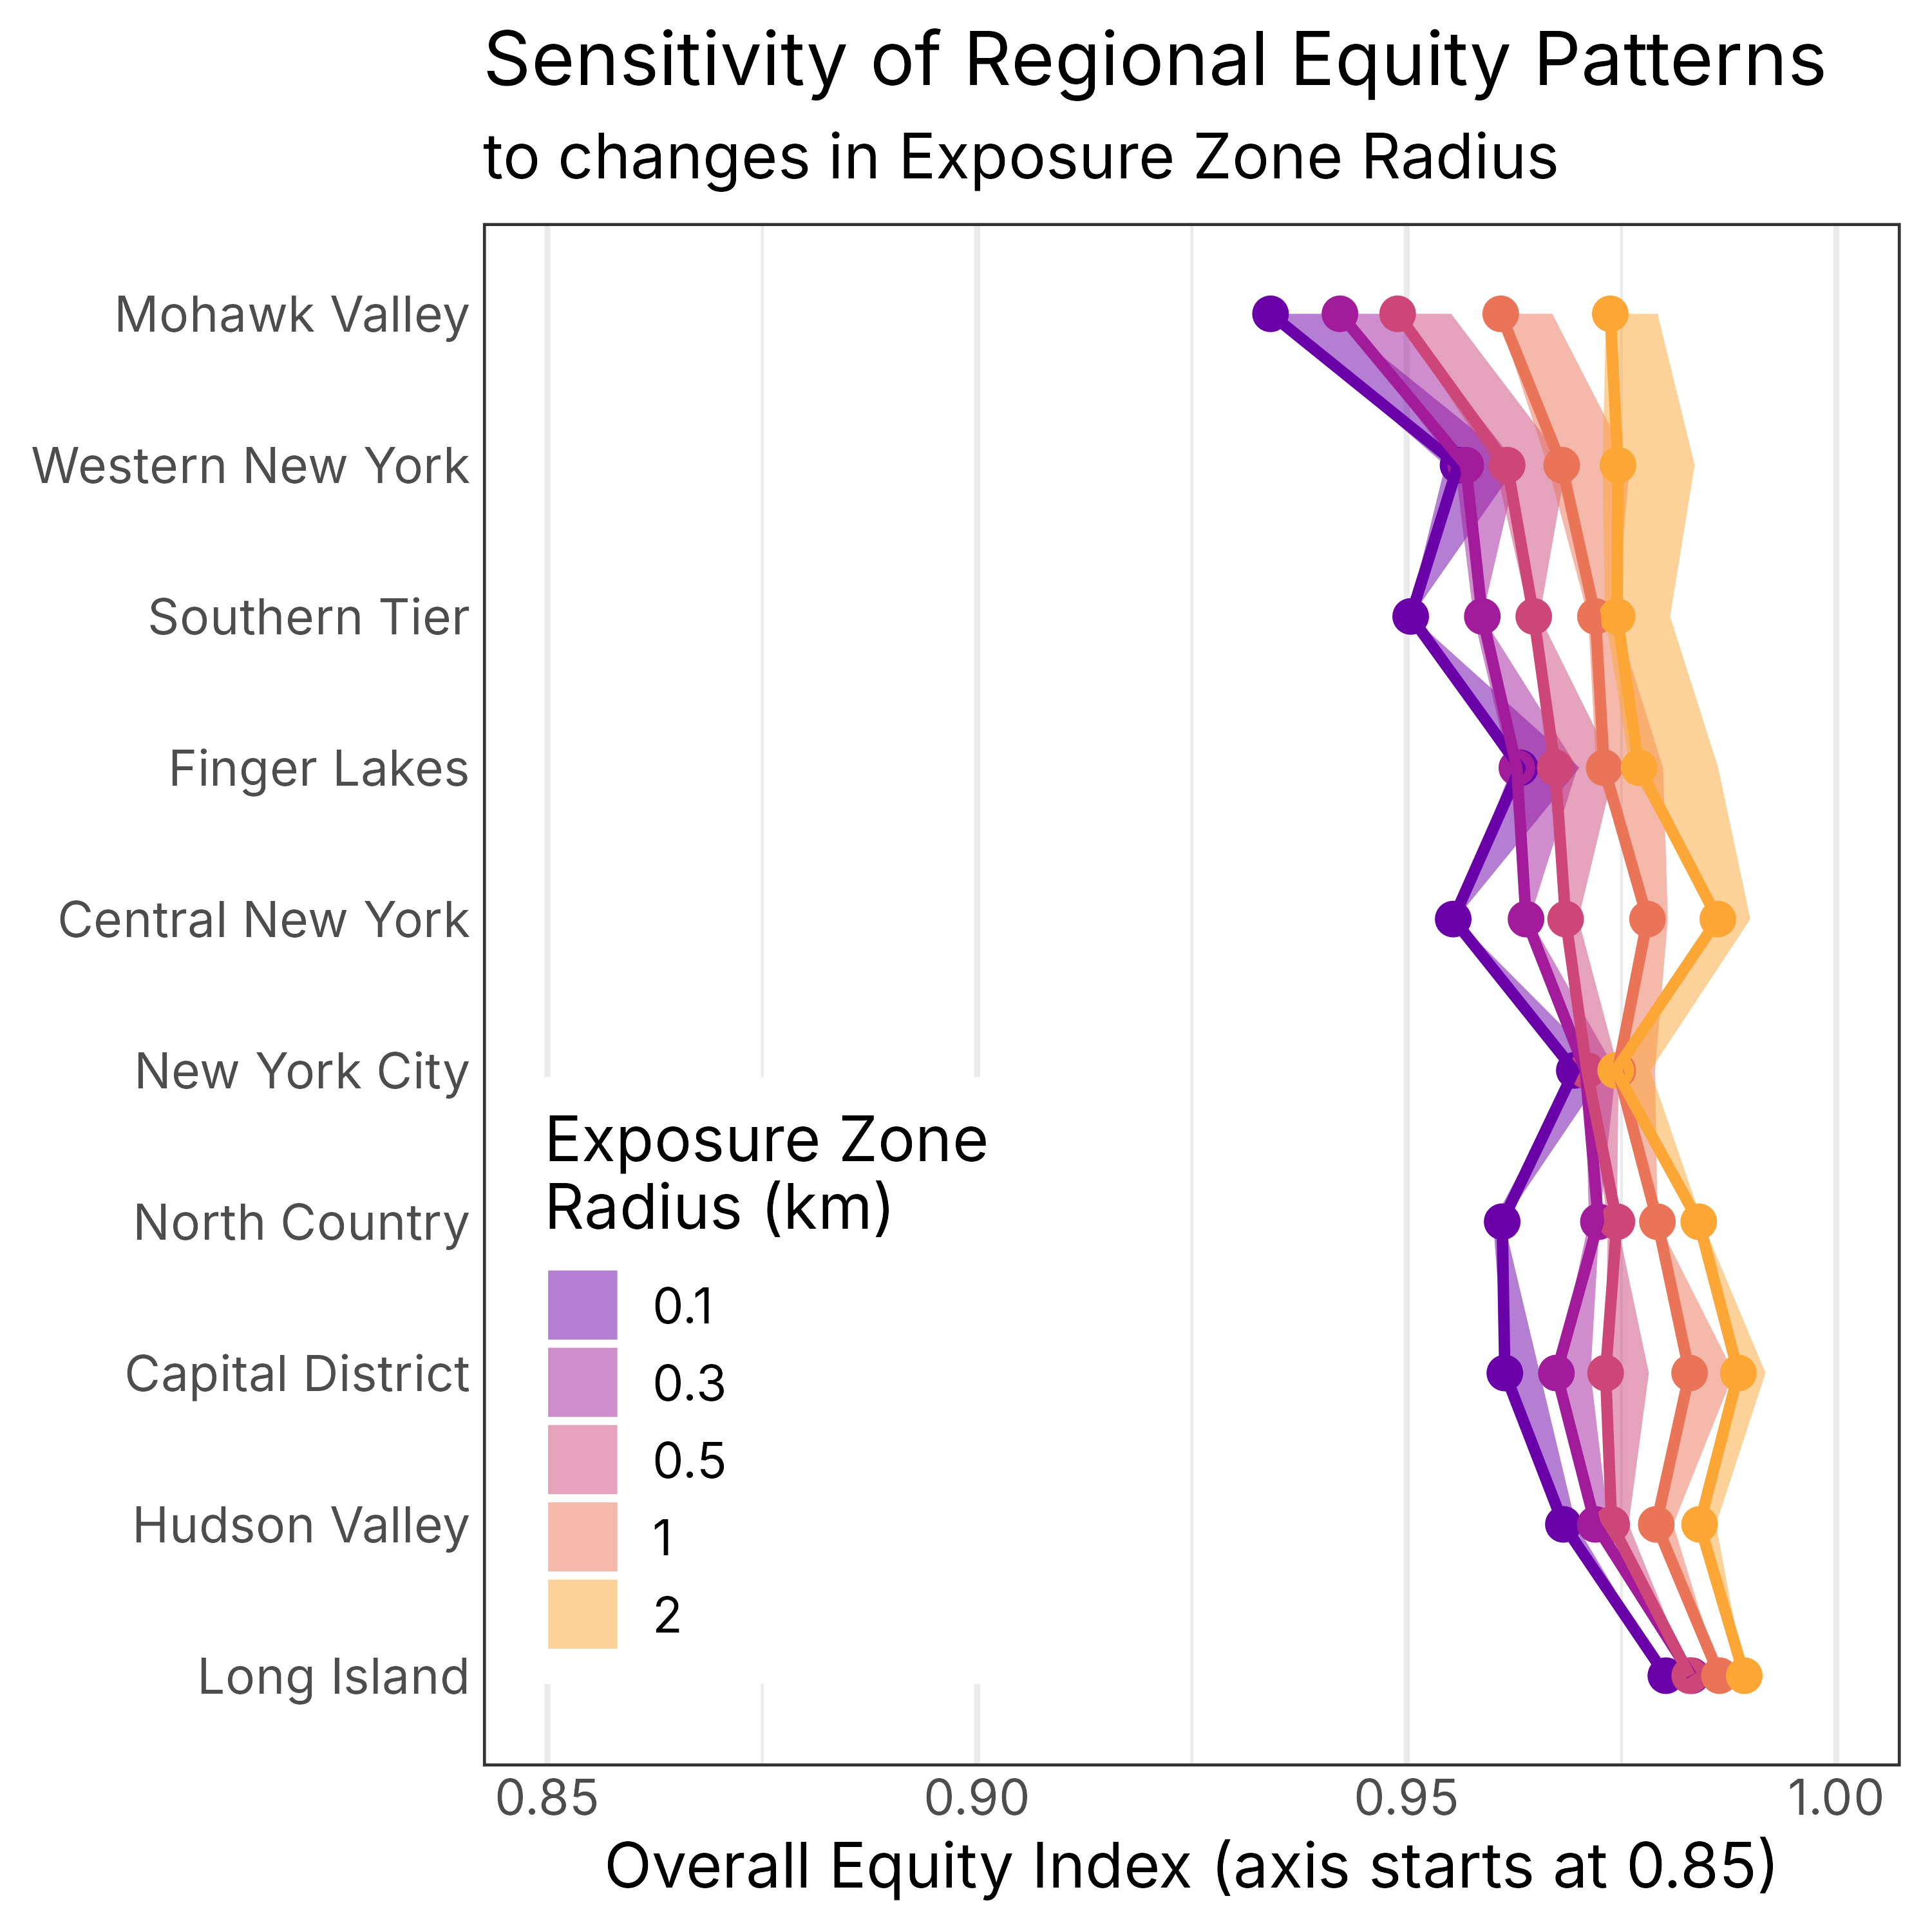 Sensitivity of Regional Equity Patterns
to changes in Exposure Zone Radius
Mohawk Valley
Western New York
Southern Tier
Finger Lakes
Central New York
New York City
North Country
Capital District
Hudson Valley
Long Island
Exposure Zone
Radius (km)
0.1
0.3
0.5
1
2
0.85 0.90 0.95 1.00
Overall Equity Index (axis starts at 0.85)